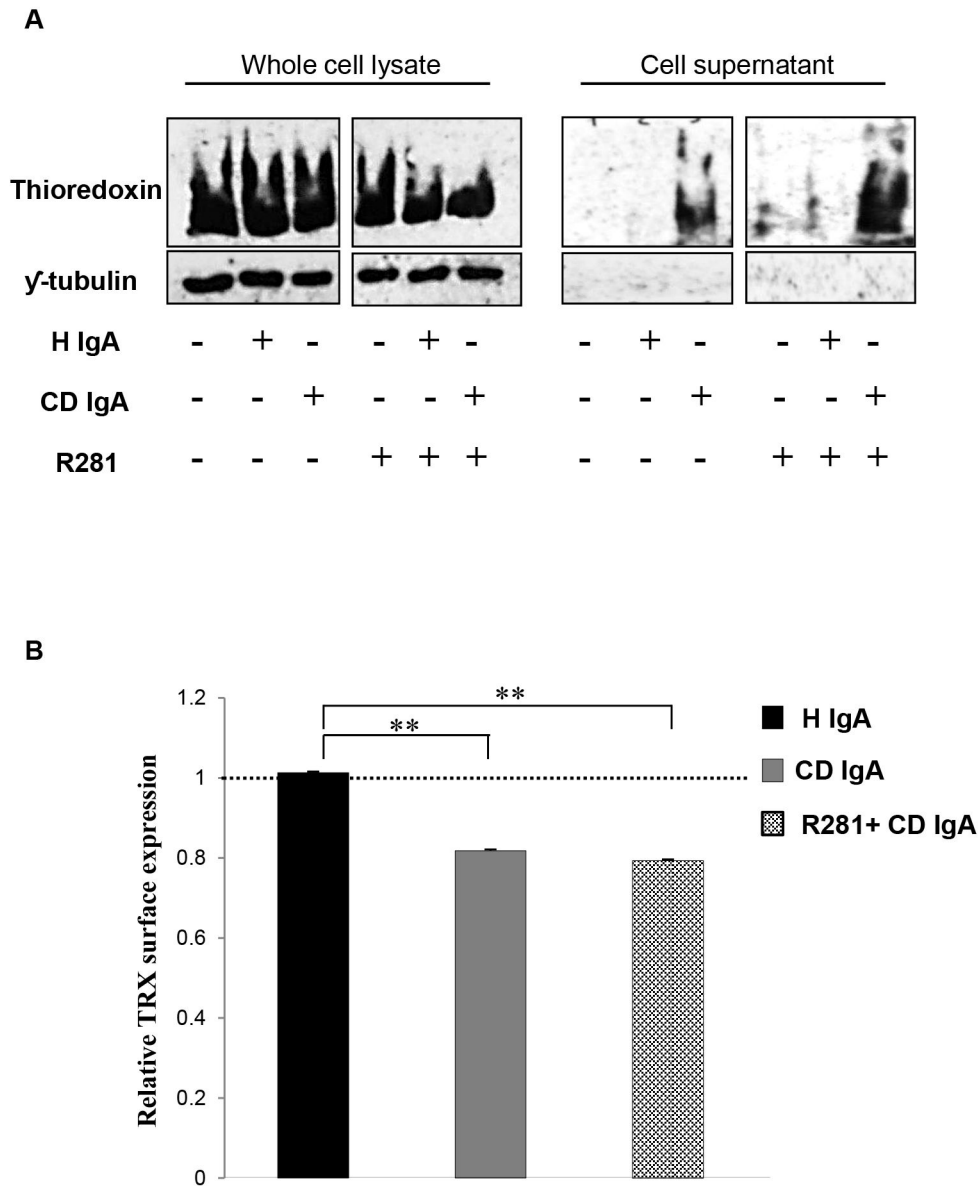 A
Whole cell lysate Cell supernatant
Thioredoxin
γ-tubulin
H IgA - + - - + - - + - - + -
CD IgA - - + - - + - - + - - +
R281 - - - + + + - - - + + +
B
1.2
1
0.8
0.6
0.4
0.2
0
Relative TRX surface expression
**
**
H IgA
CD IgA
R281+ CD IgA